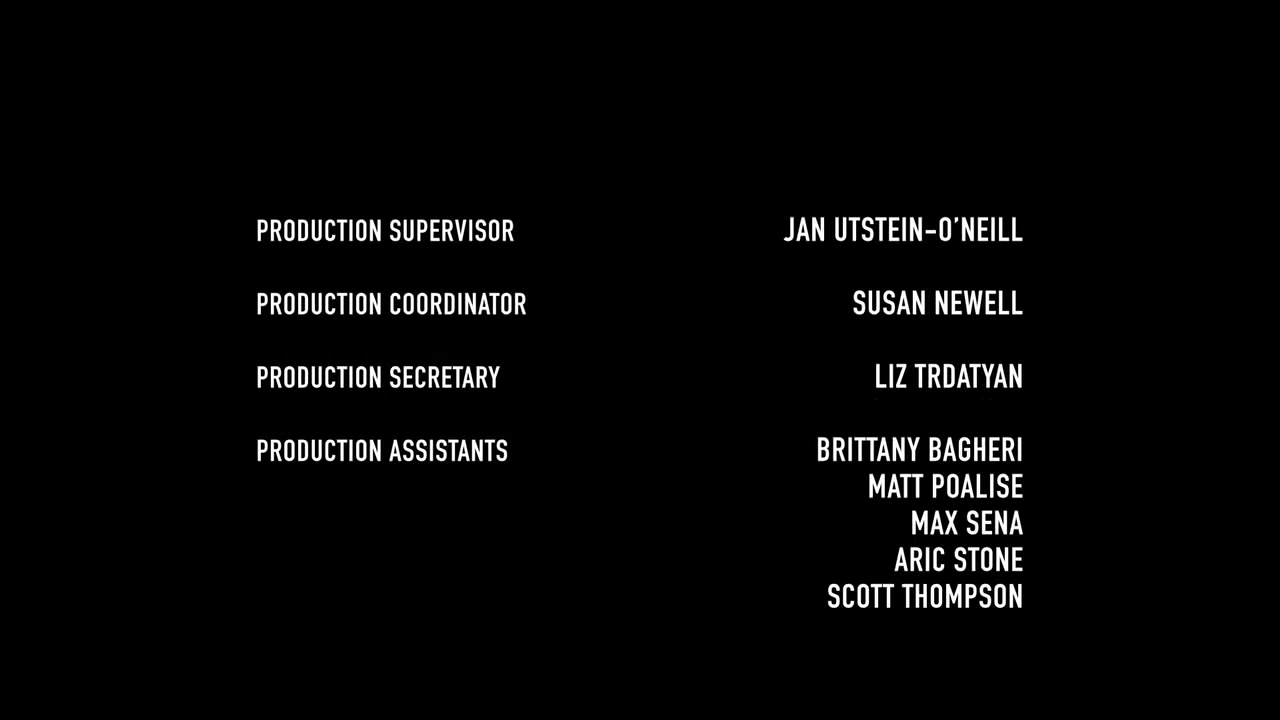 PRODUCTION SUPERVISOR JAN UTSTEIN-O'NEILL
PRODUCTION COORDINATOR SUSAN NEWELL
PRODUCTION SECRETARY LIZ TRDATYAN
PRODUCTION ASSISTANTS BRITTANY BAGHERI
MATT POALISE
MAX SENA
ARIC STONE
SCOTT THOMPSON